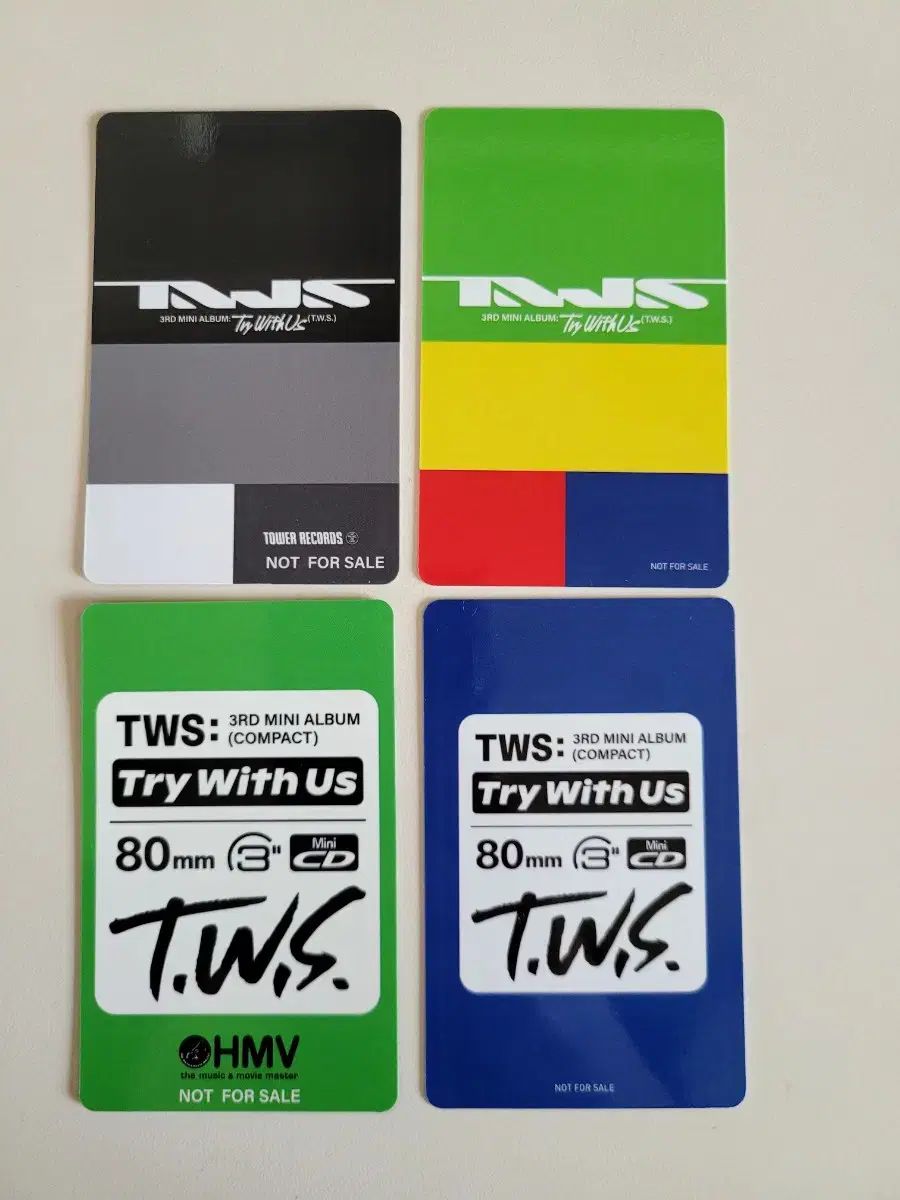 TWS
3RD MINI ALBUM: Try With Us (T.W.S.)
TOWER RECORDS
NOT FOR SALE
TWS
3RD MINI ALBUM: Try With Us (T.W.S.)
NOT FOR SALE
TWS: 3RD MINI ALBUM
(COMPACT)
Try With Us
80mm 3" Mini CD
T.W.S.
HMV
the music & movie master
NOT FOR SALE
TWS: 3RD MINI ALBUM
(COMPACT)
Try With Us
80mm 3" Mini CD
T.W.S.
NOT FOR SALE